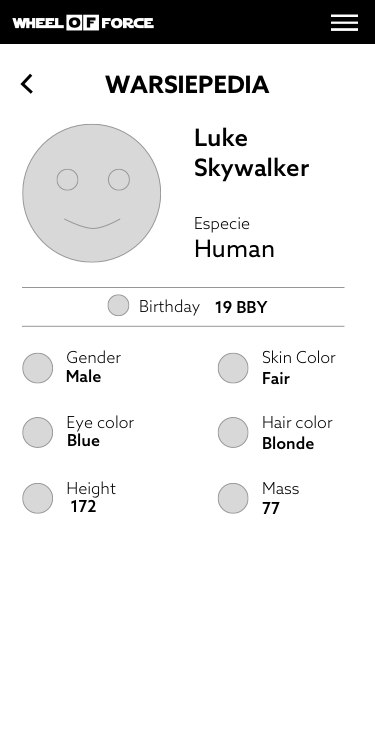 WHEEL OF FORCE
WARSIEPEDIA
Luke
Skywalker
Especie
Human
Birthday 19 BBY
Gender
Male
Skin Color
Fair
Eye color
Blue
Hair color
Blonde
Height
172
Mass
77